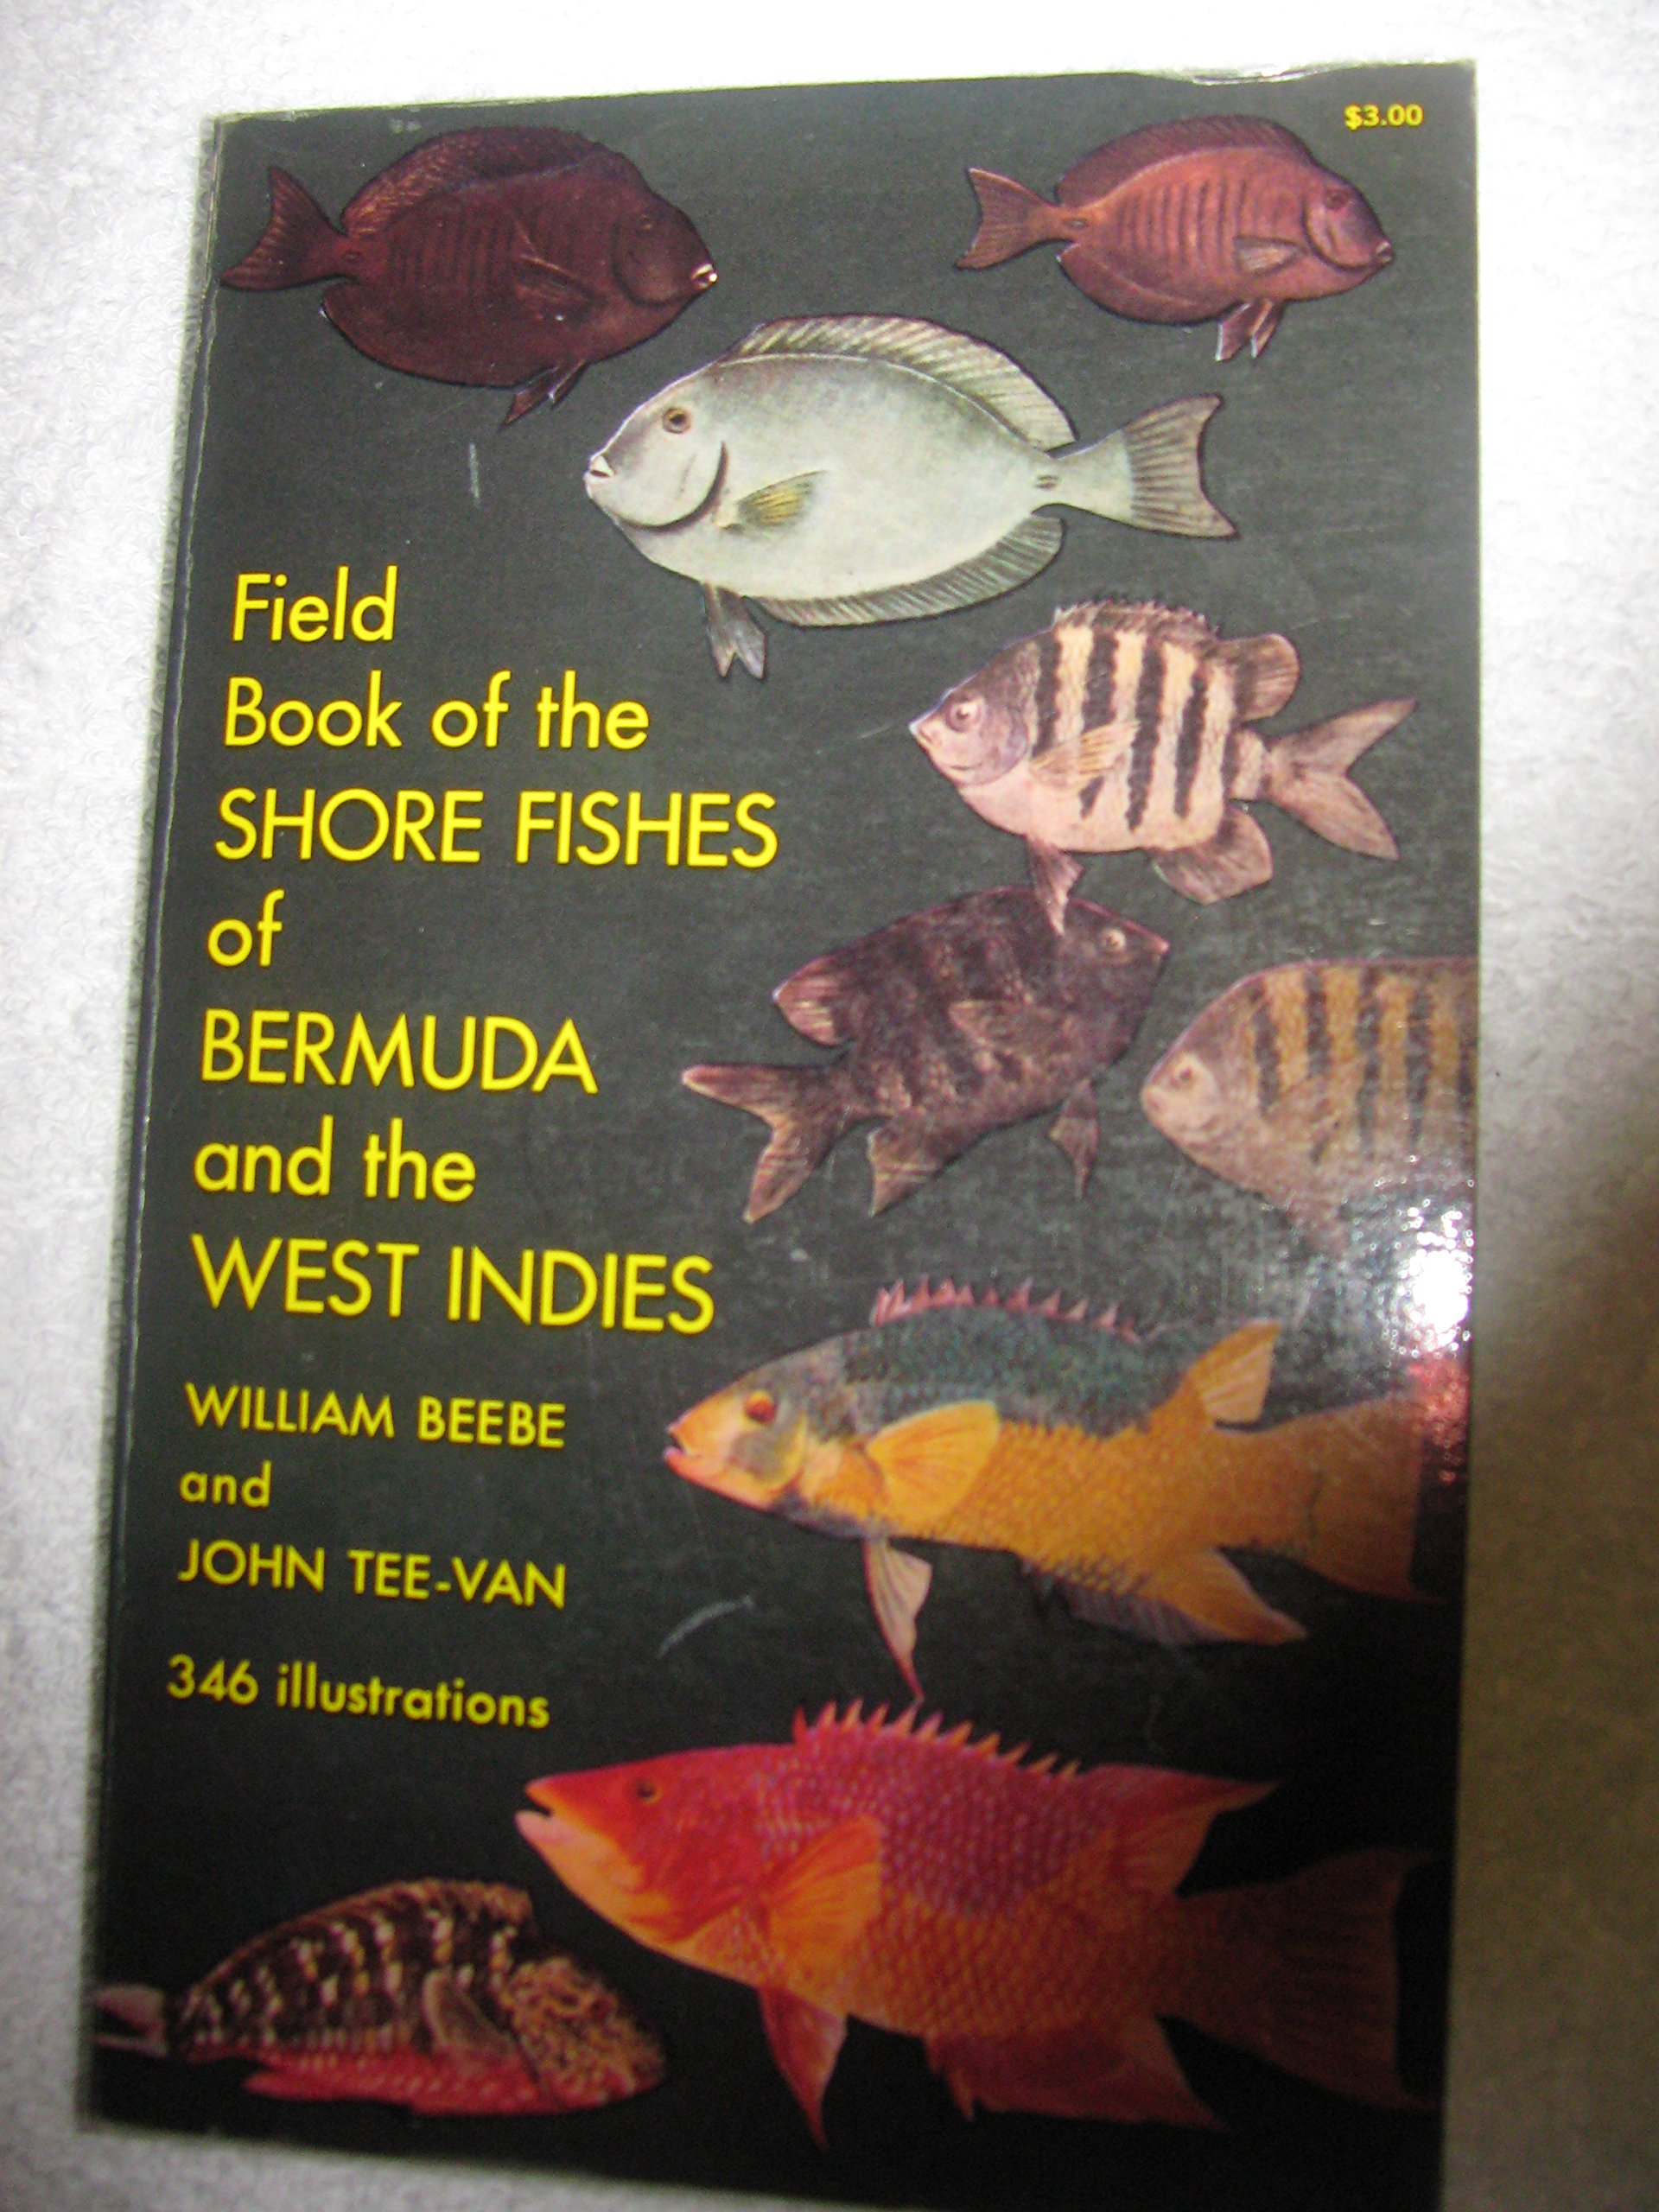 $3.00
Field
Book of the
SHORE FISHES
of
BERMUDA
and the
WEST INDIES
WILLIAM BEEBE
and
JOHN TEE-VAN
346 illustrations